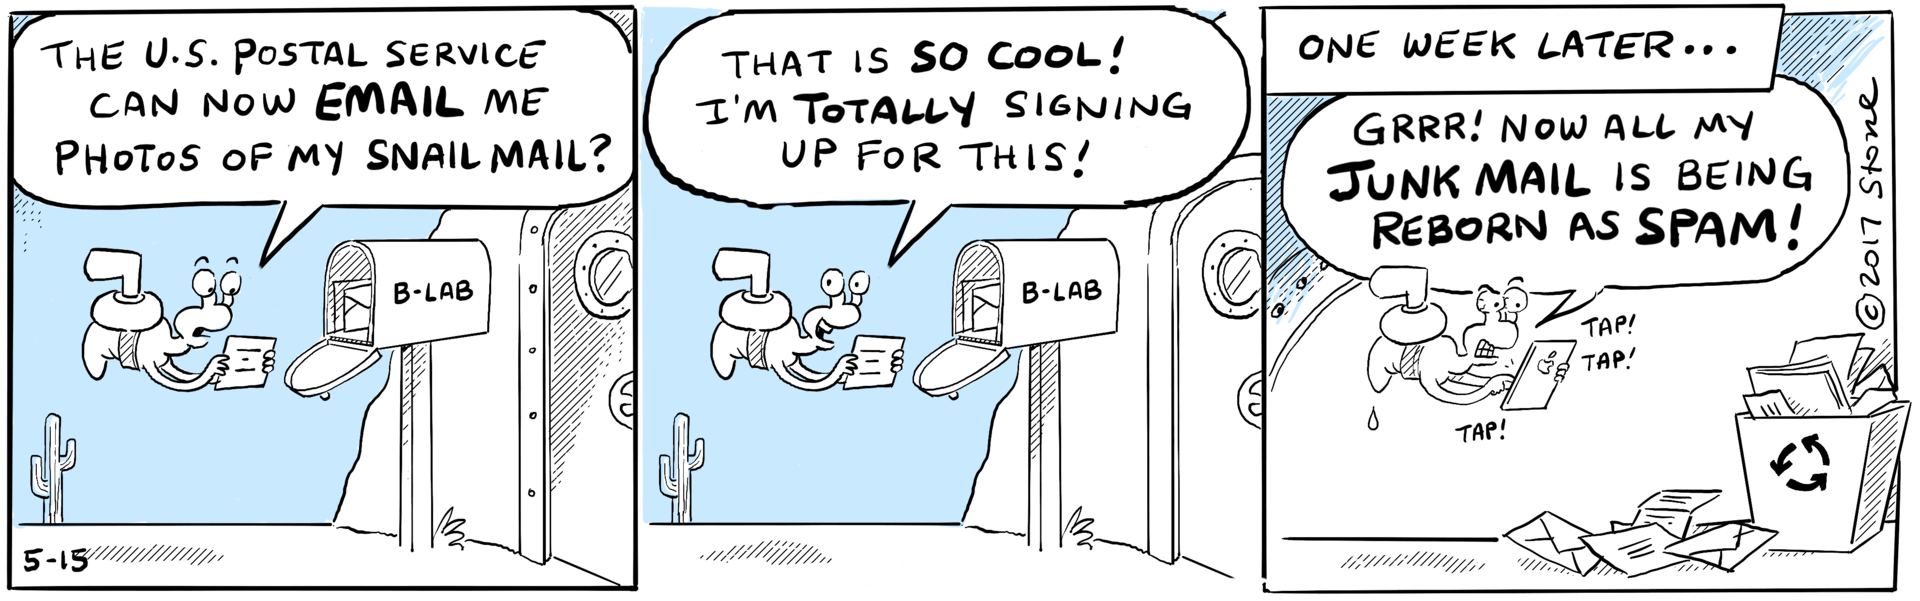 THE U.S. POSTAL SERVICE
CAN NOW EMAIL ME
PHOTOS OF MY SNAIL MAIL?
B-LAB
5-15
THAT IS SO COOL!
I'M TOTALLY SIGNING
UP FOR THIS!
B-LAB
ONE WEEK LATER...
GRRR! NOW ALL MY
JUNK MAIL IS BEING
REBORN AS SPAM!
TAP!
TAP!
TAP!
©2017 Stone